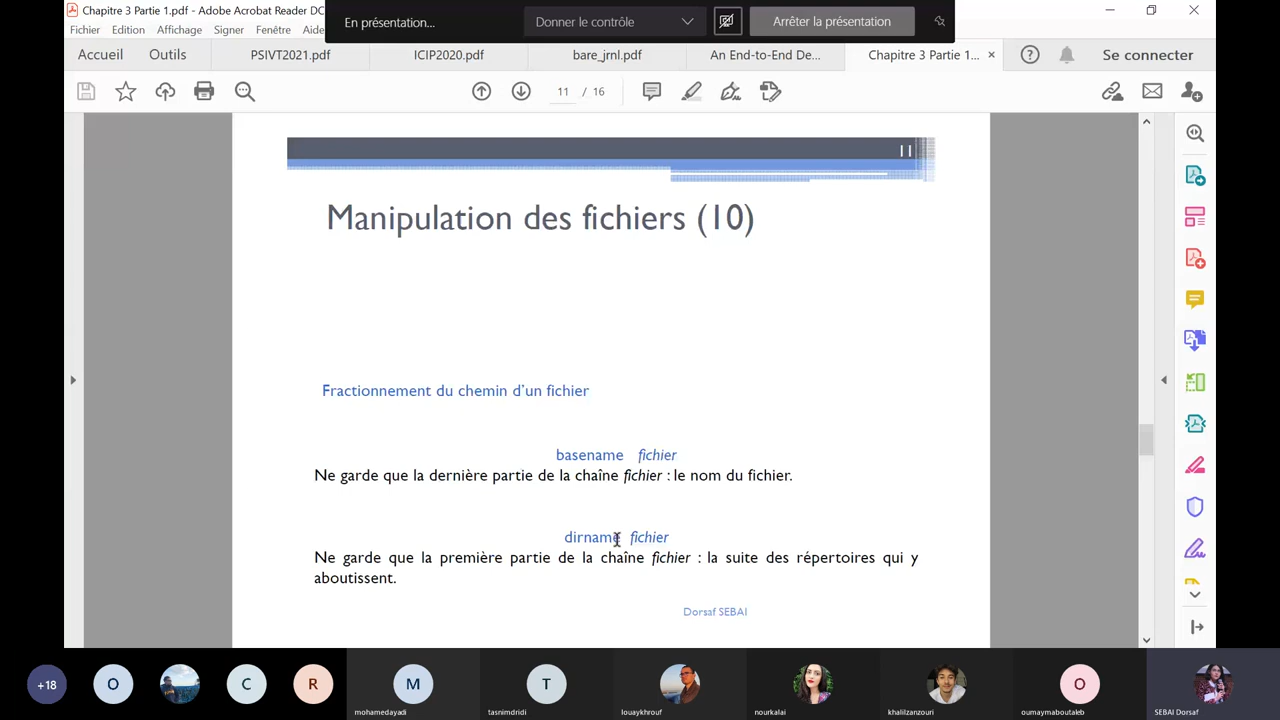 Chapitre 3 Partie 1.pdf - Adobe Acrobat Reader DC
En présentation...
Donner le contrôle
Arrêter la présentation
Fichier Edition Affichage Signer Fenêtre Aide
Accueil Outils PSIVT2021.pdf ICIP2020.pdf bare_jrnl.pdf An End-to-End De... Chapitre 3 Partie 1... × Se connecter
11 / 16
11
Manipulation des fichiers (10)
Fractionnement du chemin d'un fichier
basename fichier
Ne garde que la dernière partie de la chaîne fichier : le nom du fichier.
dirname fichier
Ne garde que la première partie de la chaîne fichier : la suite des répertoires qui y
aboutissent.
Dorsaf SEBAI
+18 O C R M T O
mohamedayadi tasnimdridi louaykhrouf nourkalai khalilzanzouri oumaymaboutaleb SEBAI Dorsaf